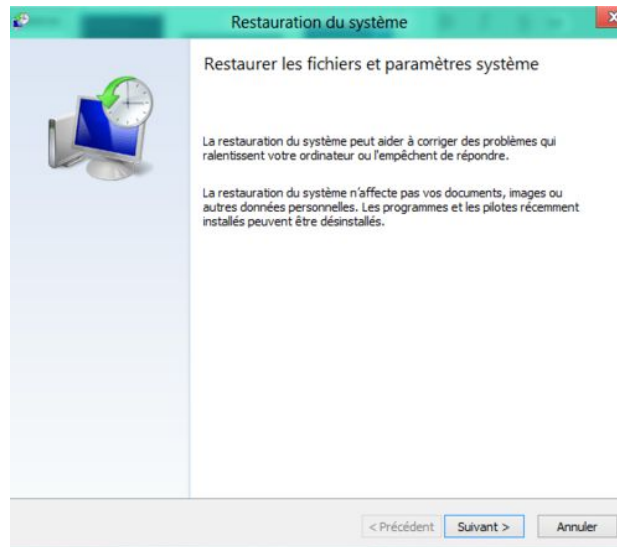 Restauration du système
Restaurer les fichiers et paramètres système
La restauration du système peut aider à corriger des problèmes qui
ralentissent votre ordinateur ou l'empêchent de répondre.
La restauration du système n'affecte pas vos documents, images ou
autres données personnelles. Les programmes et les pilotes récemment
installés peuvent être désinstallés.
< Précédent Suivant > Annuler